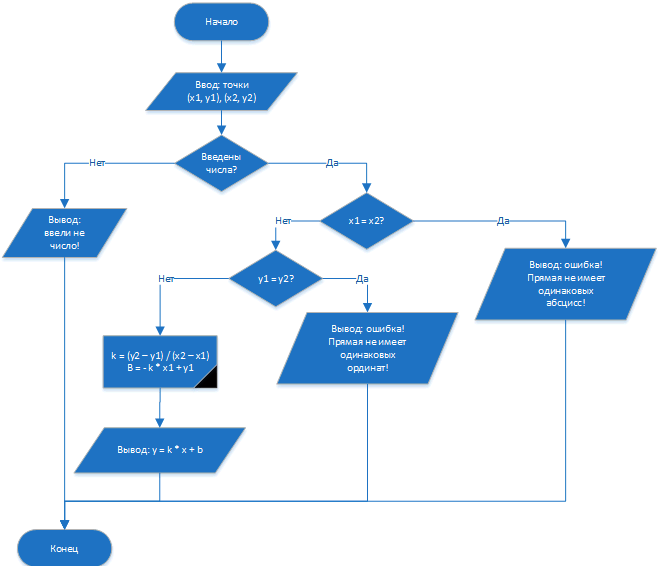 Начало
Ввод: точки
(x1, y1), (x2, y2)
Введены
числа?
Нет
Да
Вывод:
ввели не
число!
x1 = x2?
Нет
Да
y1 = y2?
Нет
Да
Вывод: ошибка!
Прямая не имеет
одинаковых
абсцисс!
k = (y2 – y1) / (x2 – x1)
B = - k * x1 + y1
Вывод: ошибка!
Прямая не имеет
одинаковых
ординат!
Вывод: y = k * x + b
Конец